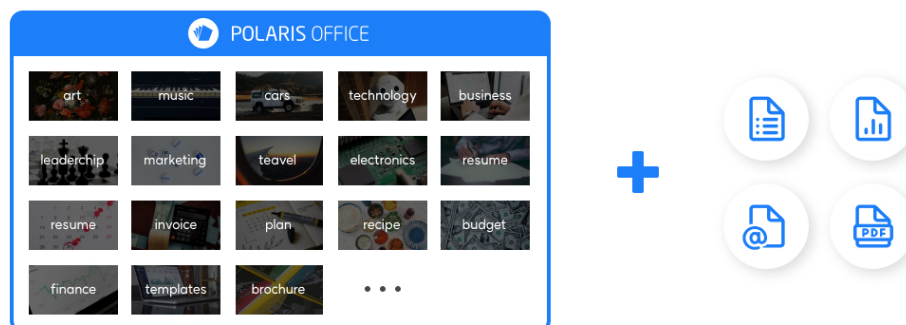 POLARIS OFFICE
art music cars technology business
leaderchip marketing teavel electronics resume
resume invoice plan recipe budget
finance templates brochure • • •
@ PDF